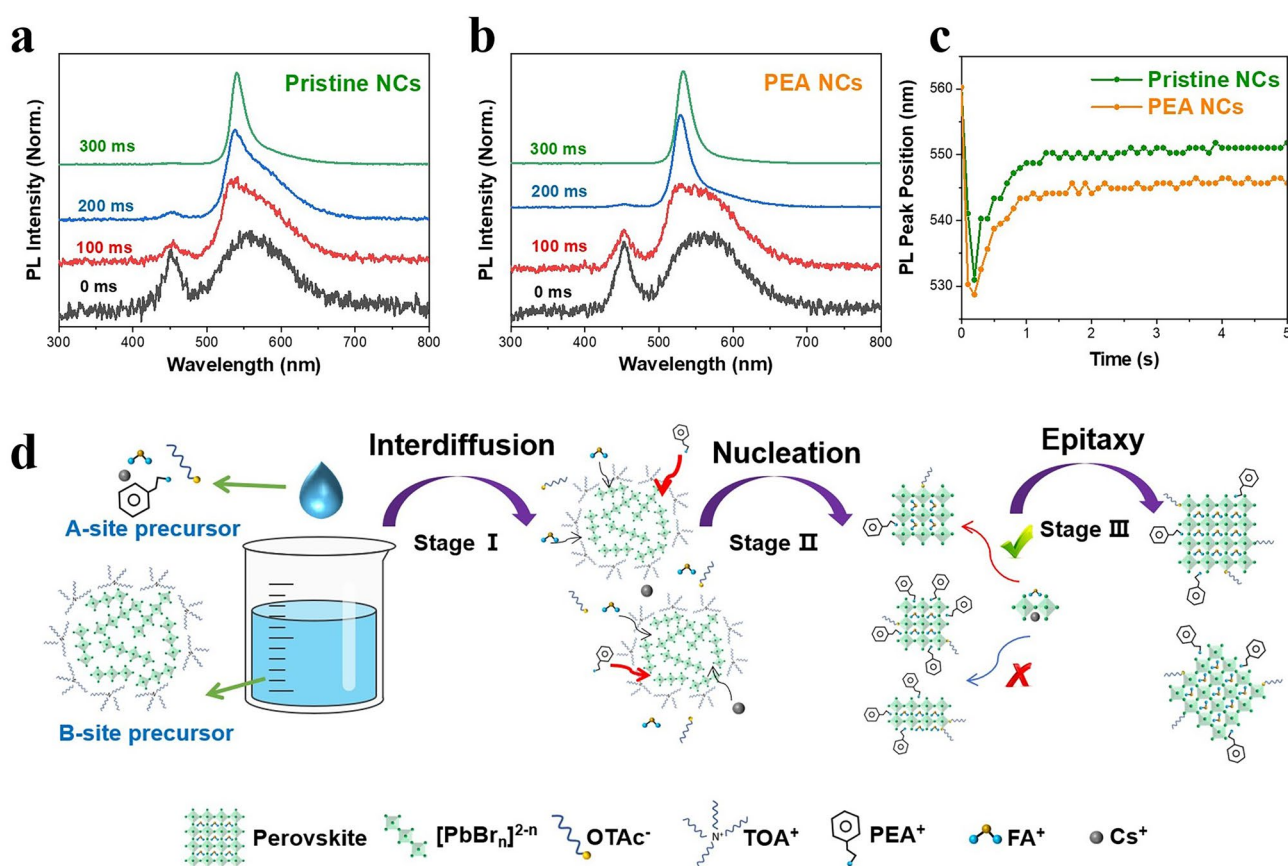 a
Pristine NCs
300 ms
200 ms
100 ms
0 ms
PL Intensity (Norm.)
300 400 500 600 700 800
Wavelength (nm)
b
PEA NCs
300 ms
200 ms
100 ms
0 ms
PL Intensity (Norm.)
300 400 500 600 700 800
Wavelength (nm)
c
Pristine NCs
PEA NCs
560
550
540
530
PL Peak Position (nm)
0 1 2 3 4 5
Time (s)
d
Interdiffusion
Nucleation
Epitaxy
A-site precursor
Stage Ⅰ
Stage Ⅱ
Stage Ⅲ
B-site precursor
Perovskite
[PbBrₙ]²⁻ⁿ
OTAc⁻
N⁺
TOA⁺
PEA⁺
FA⁺
Cs⁺